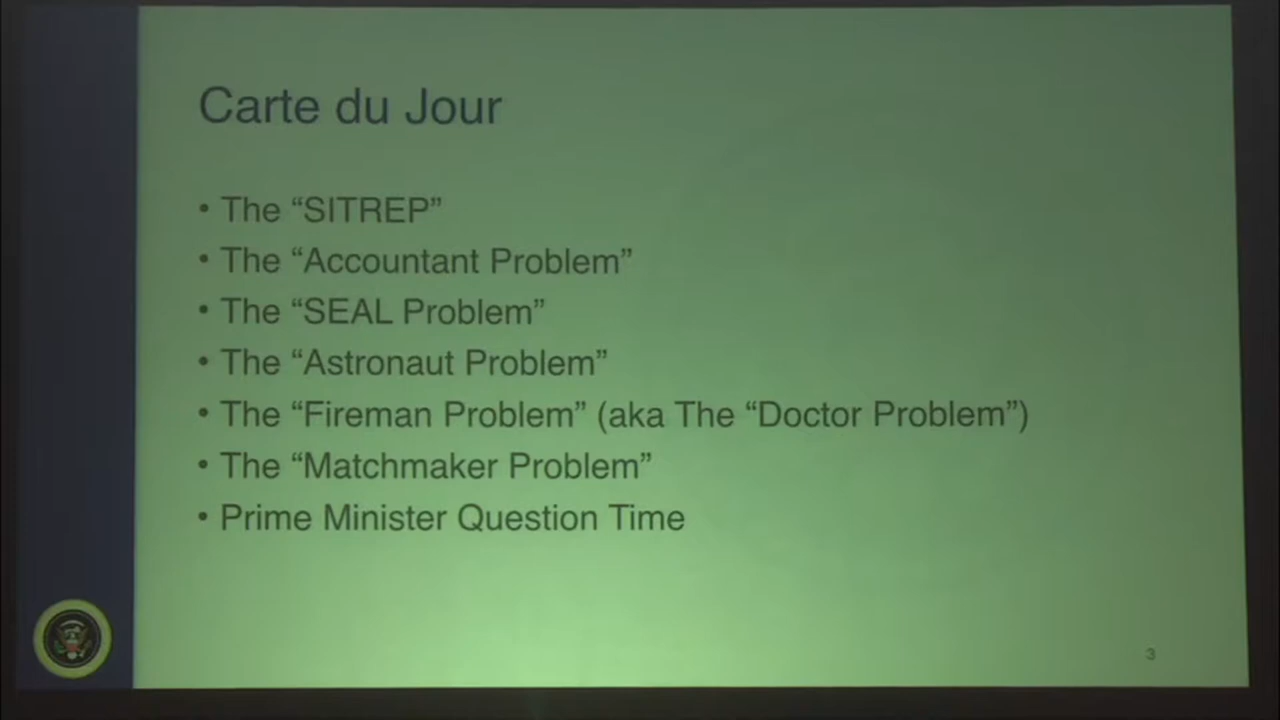 Carte du Jour
• The “SITREP”
• The “Accountant Problem”
• The “SEAL Problem”
• The “Astronaut Problem”
• The “Fireman Problem” (aka The “Doctor Problem”)
• The “Matchmaker Problem”
• Prime Minister Question Time
3